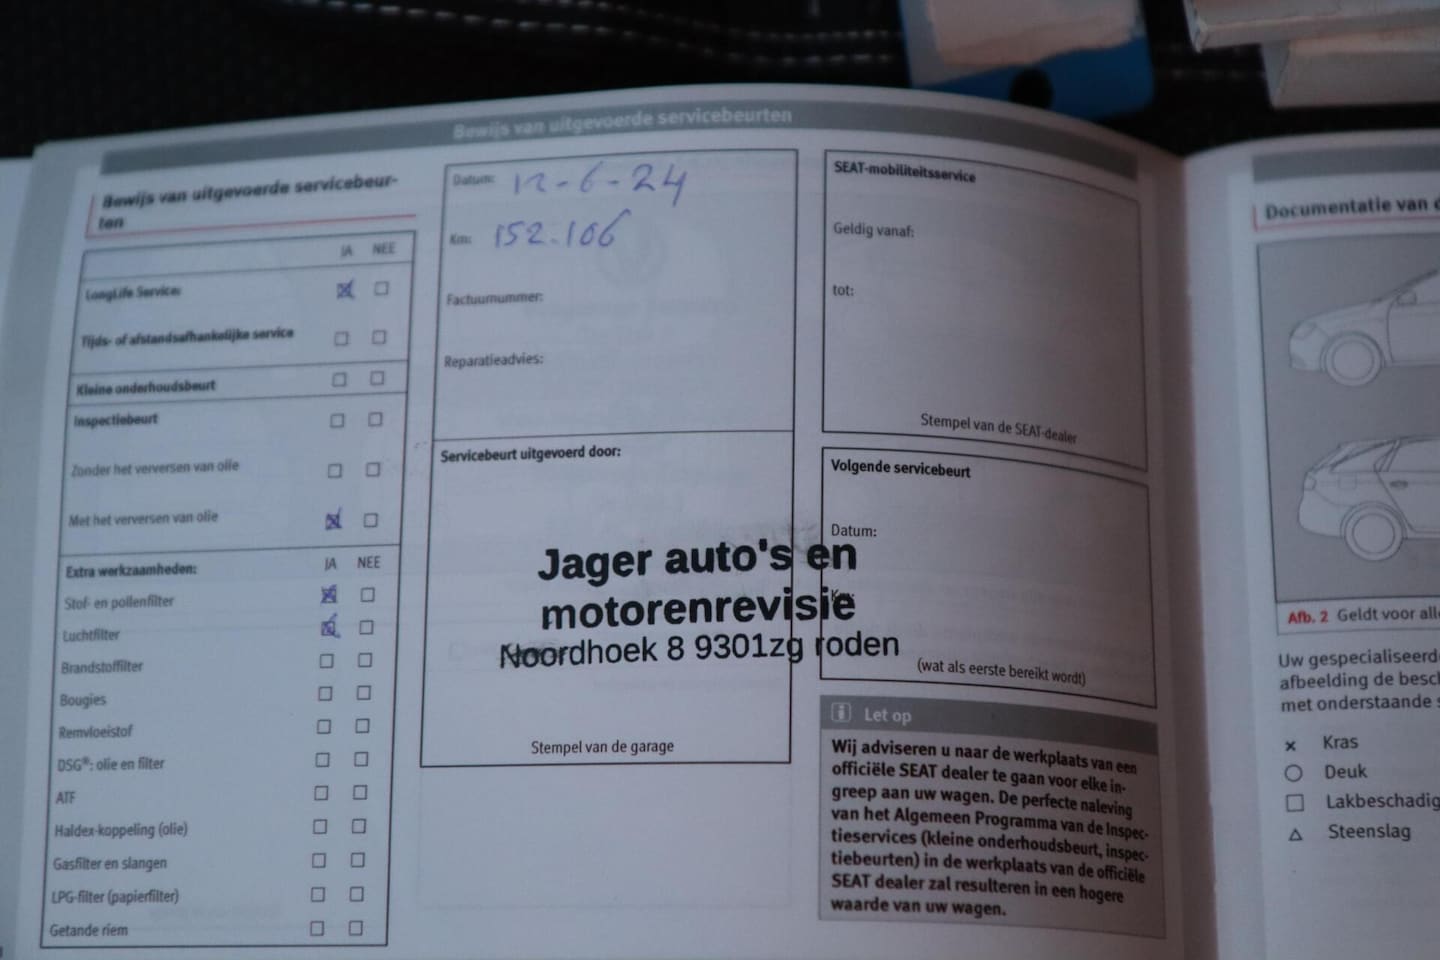 Bewijs van uitgevoerde servicebeurten
Bewijs van uitgevoerde servicebeur-
ten
JA NEE
LongLife Service:
Tijds- of afstandsafhankelijke service
Kleine onderhoudsbeurt
Inspectiebeurt
Zonder het verversen van olie
Met het verversen van olie
Extra werkzaamheden: JA NEE
Stof- en pollenfilter
Luchtfilter
Brandstoffilter
Bougies
Remvloeistof
DSG®: olie en filter
ATF
Haldex-koppeling (olie)
Gasfilter en slangen
LPG-filter (papierfilter)
Getande riem
Datum: 12-6-24
Km: 152.106
Factuurnummer:
Reparatieadvies:
Servicebeurt uitgevoerd door:
Jager auto's en
motorenrevisie
Noordhoek 8 9301zg roden
Stempel van de garage
SEAT-mobiliteitsservice
Geldig vanaf:
tot:
Stempel van de SEAT-dealer
Volgende servicebeurt
Datum:
Km:
(wat als eerste bereikt wordt)
Let op
Wij adviseren u naar de werkplaats van een
officiële SEAT dealer te gaan voor elke in-
greep aan uw wagen. De perfecte naleving
van het Algemeen Programma van de Inspec-
tieservices (kleine onderhoudsbeurt, inspec-
tiebeurten) in de werkplaats van de officiële
SEAT dealer zal resulteren in een hogere
waarde van uw wagen.
Documentatie van d
Afb. 2 Geldt voor alle
Uw gespecialiseerd
afbeelding de besch
met onderstaande s
× Kras
○ Deuk
□ Lakbeschadig
△ Steenslag